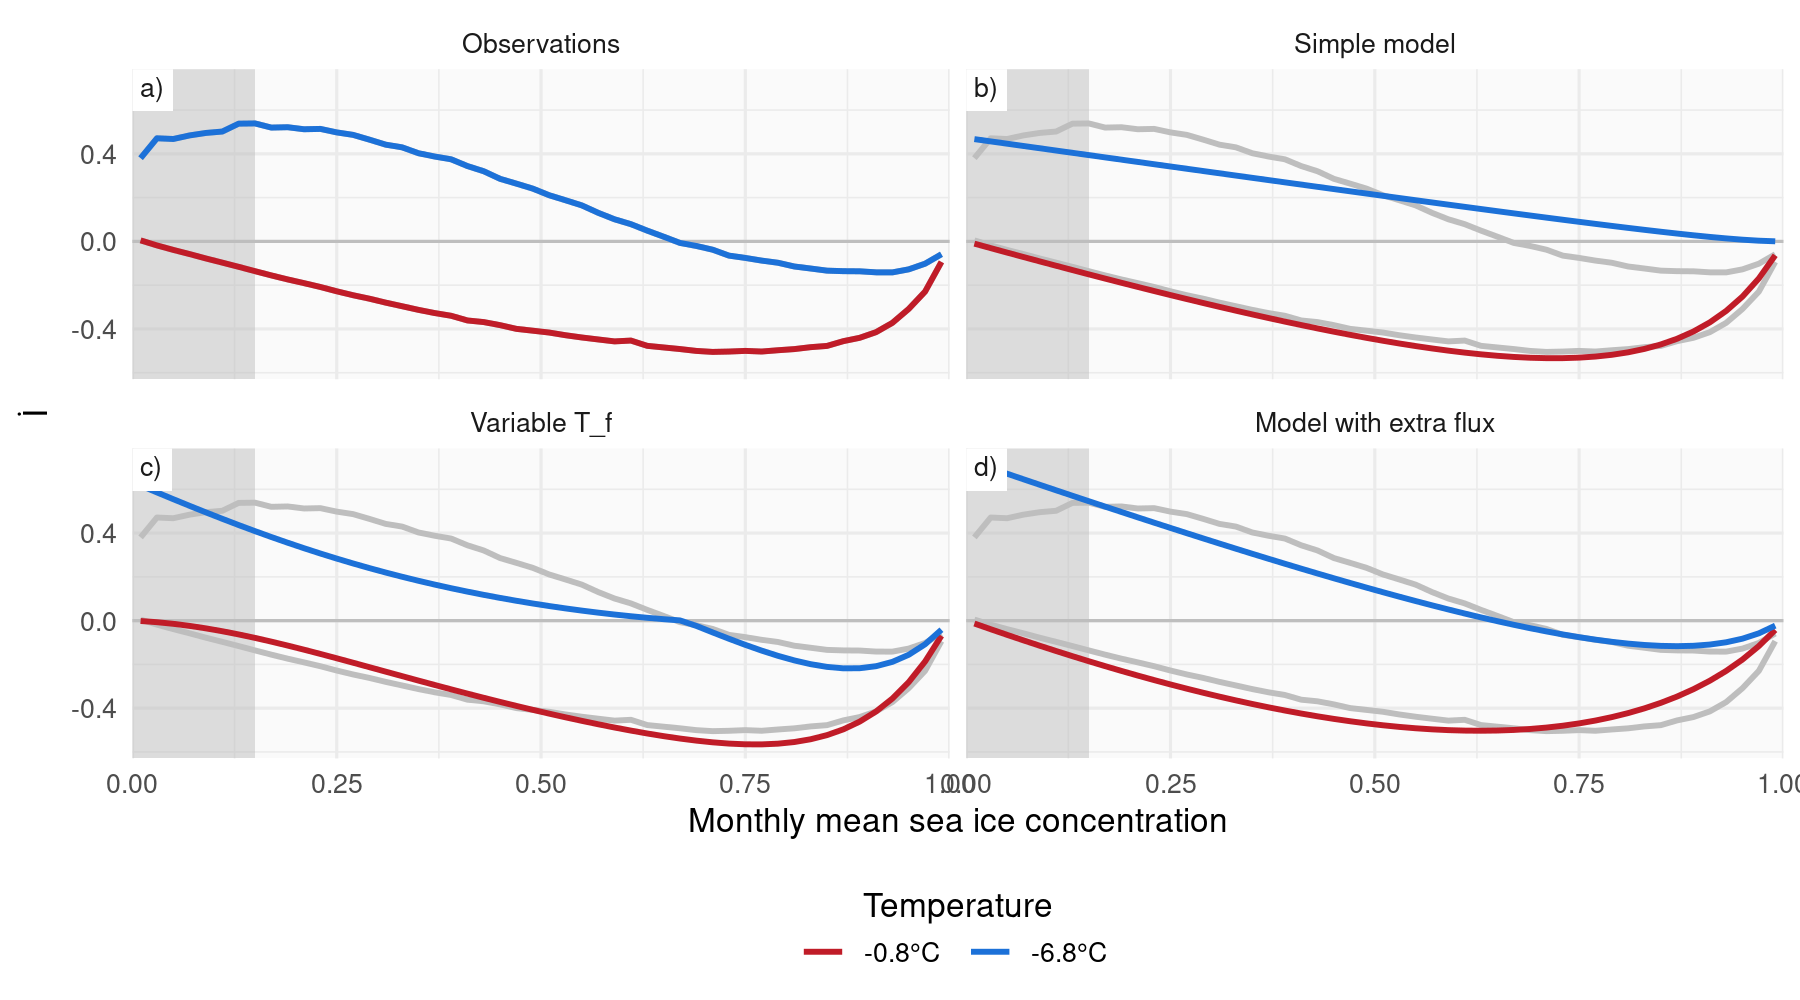 Observations
Simple model
a)
b)
0.4
0.0
-0.4
Variable T_f
Model with extra flux
c)
d)
0.4
0.0
-0.4
i
0.00 0.25 0.50 0.75 1.00
0.00 0.25 0.50 0.75 1.00
Monthly mean sea ice concentration
Temperature
-0.8°C -6.8°C